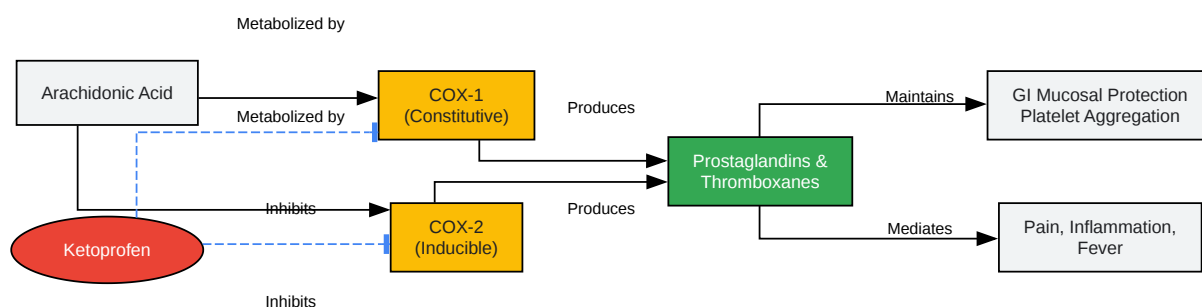 Metabolized by
Arachidonic Acid
COX-1
(Constitutive)
Metabolized by
Produces
Maintains
GI Mucosal Protection
Platelet Aggregation
Prostaglandins &
Thromboxanes
Inhibits
Produces
COX-2
(Inducible)
Mediates
Pain, Inflammation,
Fever
Ketoprofen
Inhibits